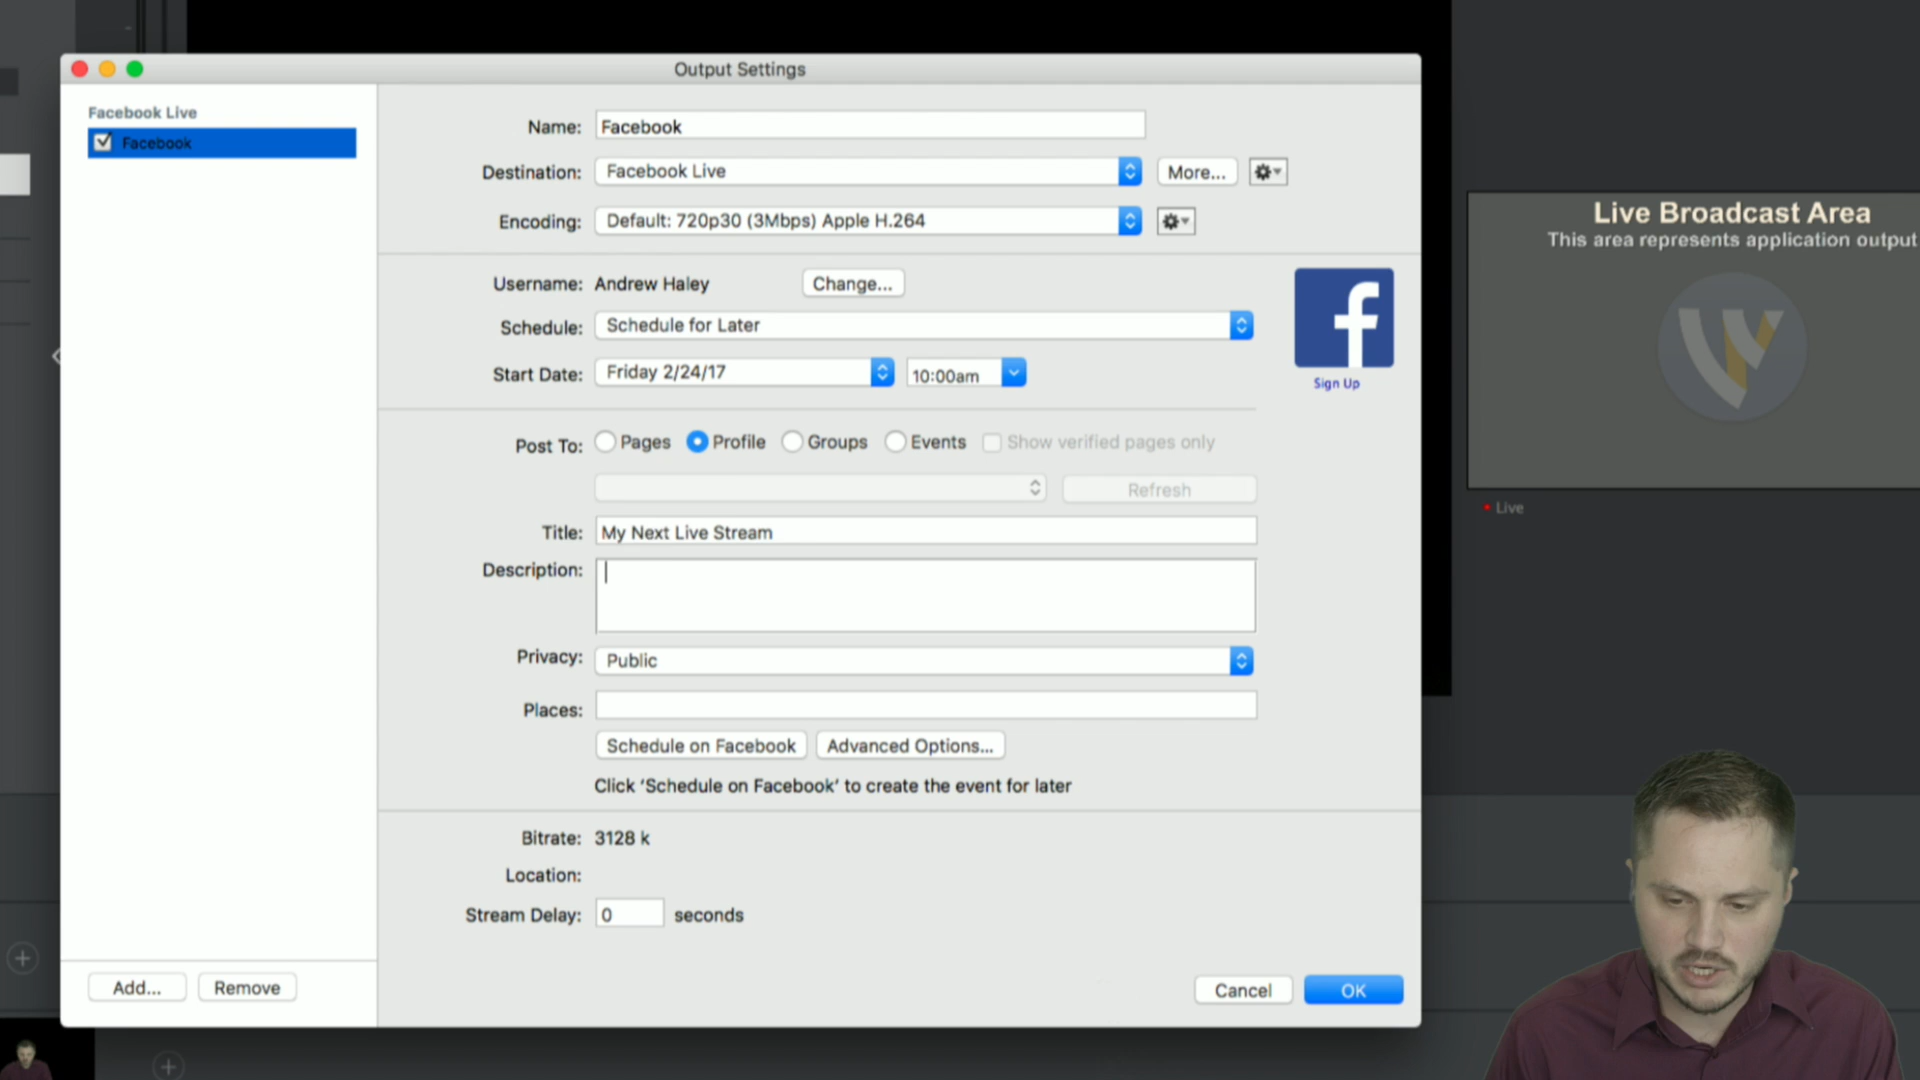 Output Settings
Facebook Live
Facebook
Name: Facebook
Destination: Facebook Live More...
Encoding: Default: 720p30 (3Mbps) Apple H.264
Username: Andrew Haley Change...
Schedule: Schedule for Later
Start Date: Friday 2/24/17 10:00am
Sign Up
Post To: Pages Profile Groups Events Show verified pages only
Refresh
Title: My Next Live Stream
Description:
Privacy: Public
Places:
Schedule on Facebook Advanced Options...
Click ‘Schedule on Facebook’ to create the event for later
Bitrate: 3128 k
Location:
Stream Delay: 0 seconds
Add... Remove
Cancel OK
Live Broadcast Area
This area represents application output
Live